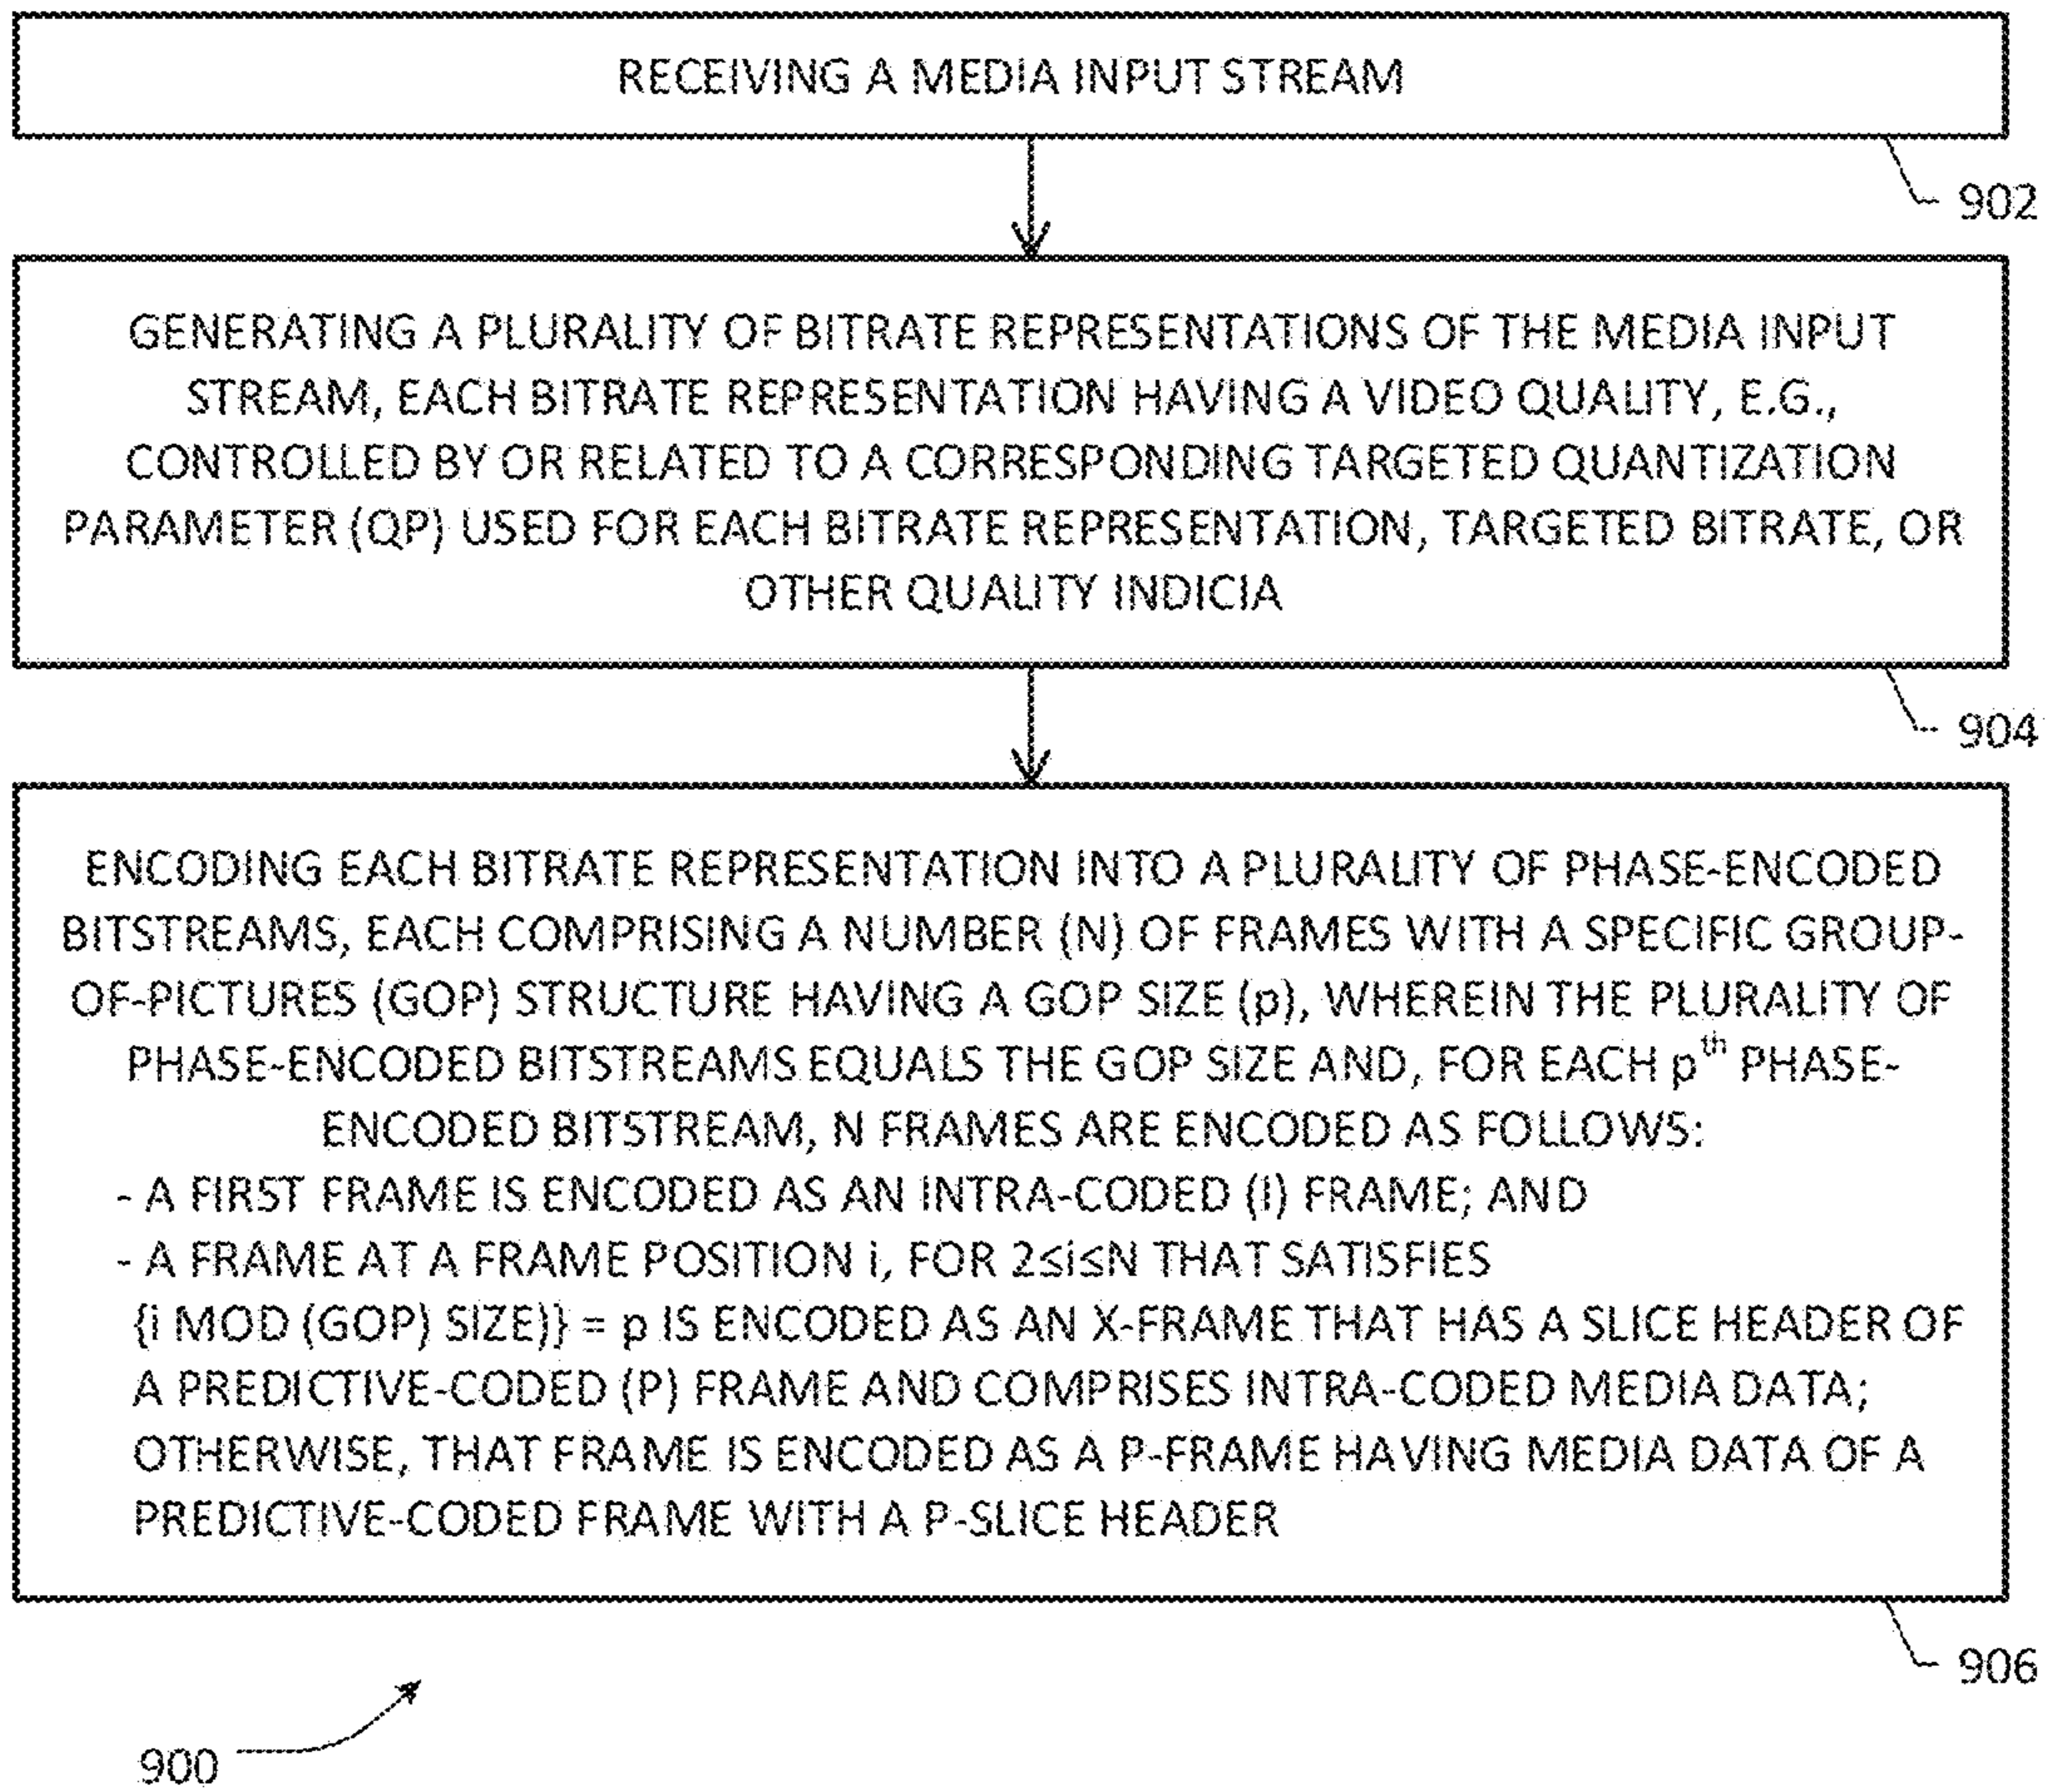 RECEIVING A MEDIA INPUT STREAM
902
GENERATING A PLURALITY OF BITRATE REPRESENTATIONS OF THE MEDIA INPUT
STREAM, EACH BITRATE REPRESENTATION HAVING A VIDEO QUALITY, E.G.,
CONTROLLED BY OR RELATED TO A CORRESPONDING TARGETED QUANTIZATION
PARAMETER (QP) USED FOR EACH BITRATE REPRESENTATION, TARGETED BITRATE, OR
OTHER QUALITY INDICIA
904
ENCODING EACH BITRATE REPRESENTATION INTO A PLURALITY OF PHASE-ENCODED
BITSTREAMS, EACH COMPRISING A NUMBER (N) OF FRAMES WITH A SPECIFIC GROUP-
OF-PICTURES (GOP) STRUCTURE HAVING A GOP SIZE (p), WHEREIN THE PLURALITY OF
PHASE-ENCODED BITSTREAMS EQUALS THE GOP SIZE AND, FOR EACH pth PHASE-
ENCODED BITSTREAM, N FRAMES ARE ENCODED AS FOLLOWS:
- A FIRST FRAME IS ENCODED AS AN INTRA-CODED (I) FRAME; AND
- A FRAME AT A FRAME POSITION i, FOR 2≤i≤N THAT SATISFIES
{i MOD (GOP) SIZE)} = p IS ENCODED AS AN X-FRAME THAT HAS A SLICE HEADER OF
A PREDICTIVE-CODED (P) FRAME AND COMPRISES INTRA-CODED MEDIA DATA;
OTHERWISE, THAT FRAME IS ENCODED AS A P-FRAME HAVING MEDIA DATA OF A
PREDICTIVE-CODED FRAME WITH A P-SLICE HEADER
906
900